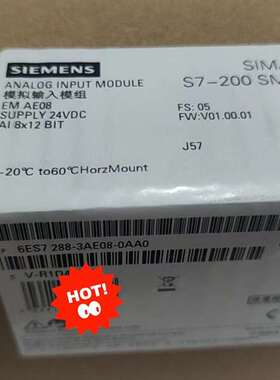 SIEMENS
ANALOG INPUT MODULE
模拟输入模组
EM AE08
SUPPLY 24VDC
AI 8x12 BIT
-20℃ to60℃HorzMount
SIMA
S7-200 SM
FS: 05
FW:V01.00.01
J57
6ES7 288-3AE08-0AA0
HOT!